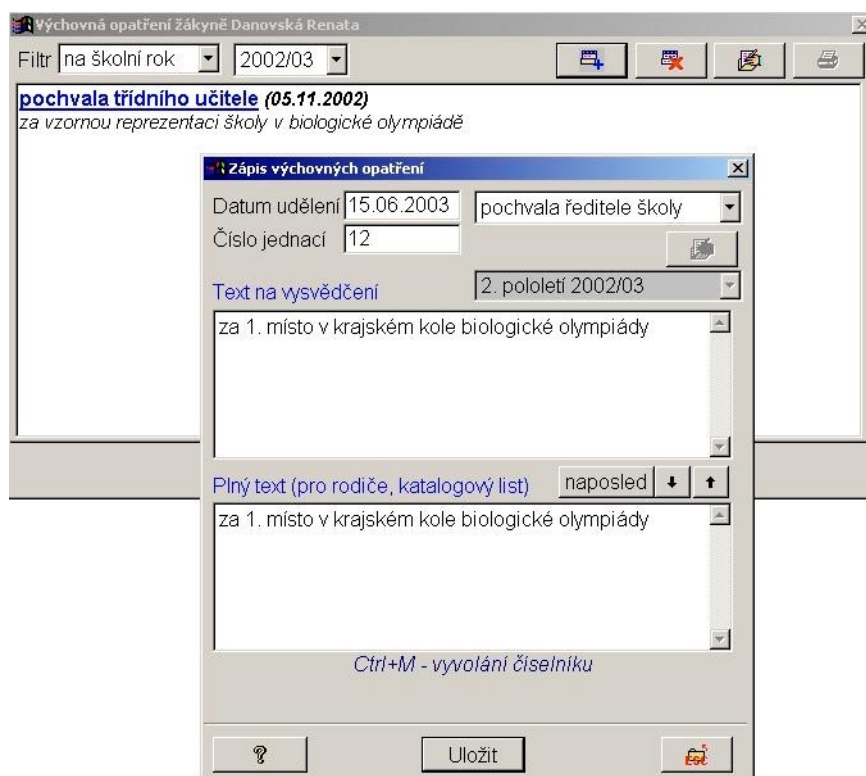 Výchovná opatření žákyně Danovská Renata
Filtr na školní rok 2002/03
pochvala třídního učitele (05.11.2002)
za vzornou reprezentaci školy v biologické olympiádě
Zápis výchovných opatření
Datum udělení 15.06.2003 pochvala ředitele školy
Číslo jednací 12
Text na vysvědčení 2. pololetí 2002/03
za 1. místo v krajském kole biologické olympiády
Plný text (pro rodiče, katalogový list) naposled
za 1. místo v krajském kole biologické olympiády
Ctrl+M - vyvolání číselníku
? Uložit ESC